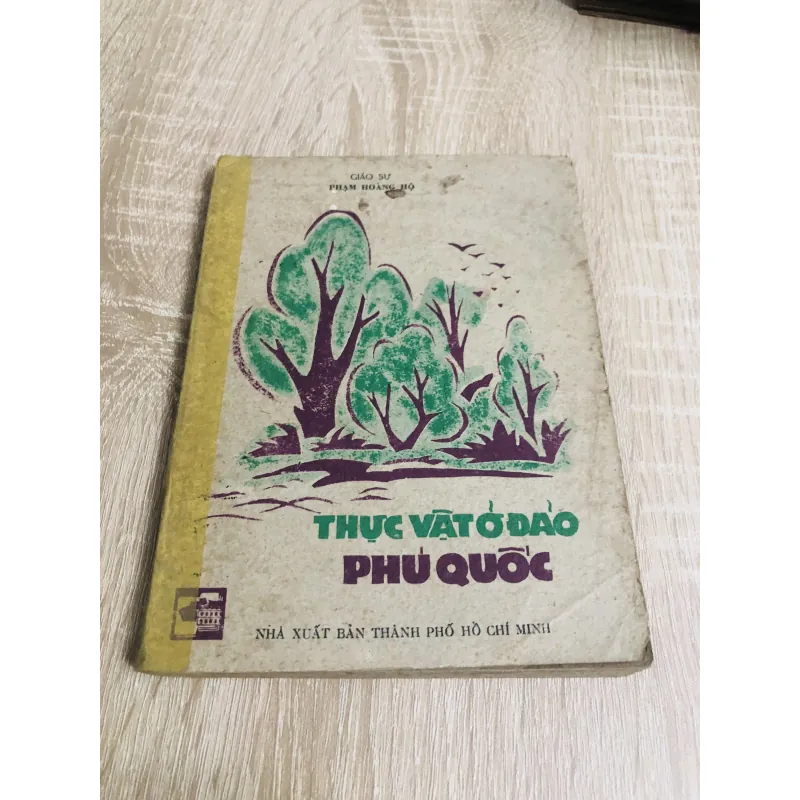 GIÁO SƯ
PHẠM HOÀNG HỘ
THỰC VẬT Ở ĐẢO
PHÚ QUỐC
NHÀ XUẤT BẢN THÀNH PHỐ HỒ CHÍ MINH